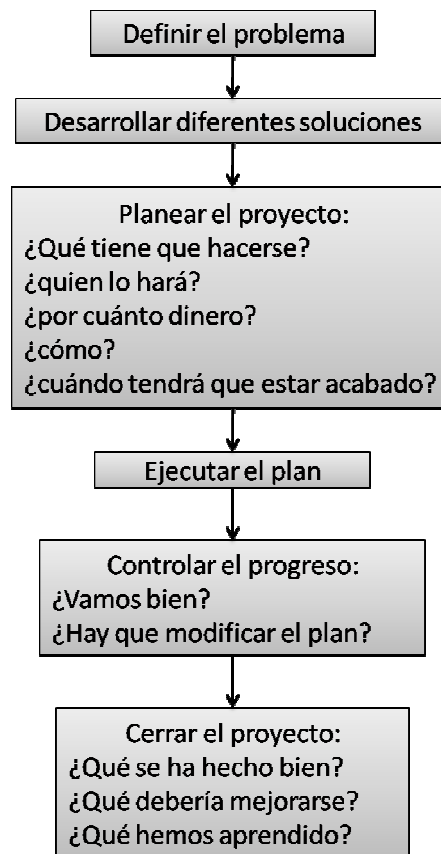 Definir el problema
Desarrollar diferentes soluciones
Planear el proyecto:
¿Qué tiene que hacerse?
¿quien lo hará?
¿por cuánto dinero?
¿cómo?
¿cuándo tendrá que estar acabado?
Ejecutar el plan
Controlar el progreso:
¿Vamos bien?
¿Hay que modificar el plan?
Cerrar el proyecto:
¿Qué se ha hecho bien?
¿Qué debería mejorarse?
¿Qué hemos aprendido?